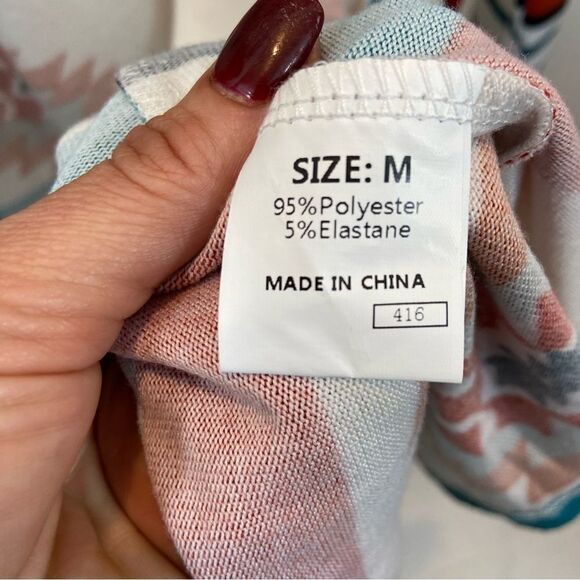 SIZE: M
95%Polyester
5%Elastane
MADE IN CHINA
416